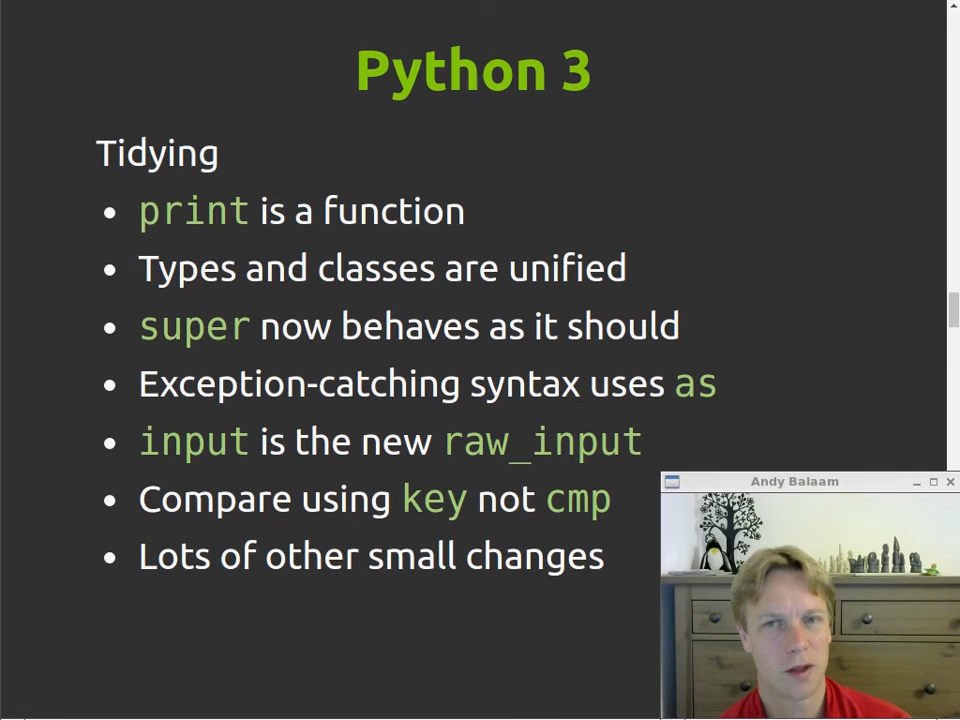 Python 3
Tidying
• print is a function
• Types and classes are unified
• super now behaves as it should
• Exception-catching syntax uses as
• input is the new raw_input
• Compare using key not cmp
• Lots of other small changes
Andy Balaam